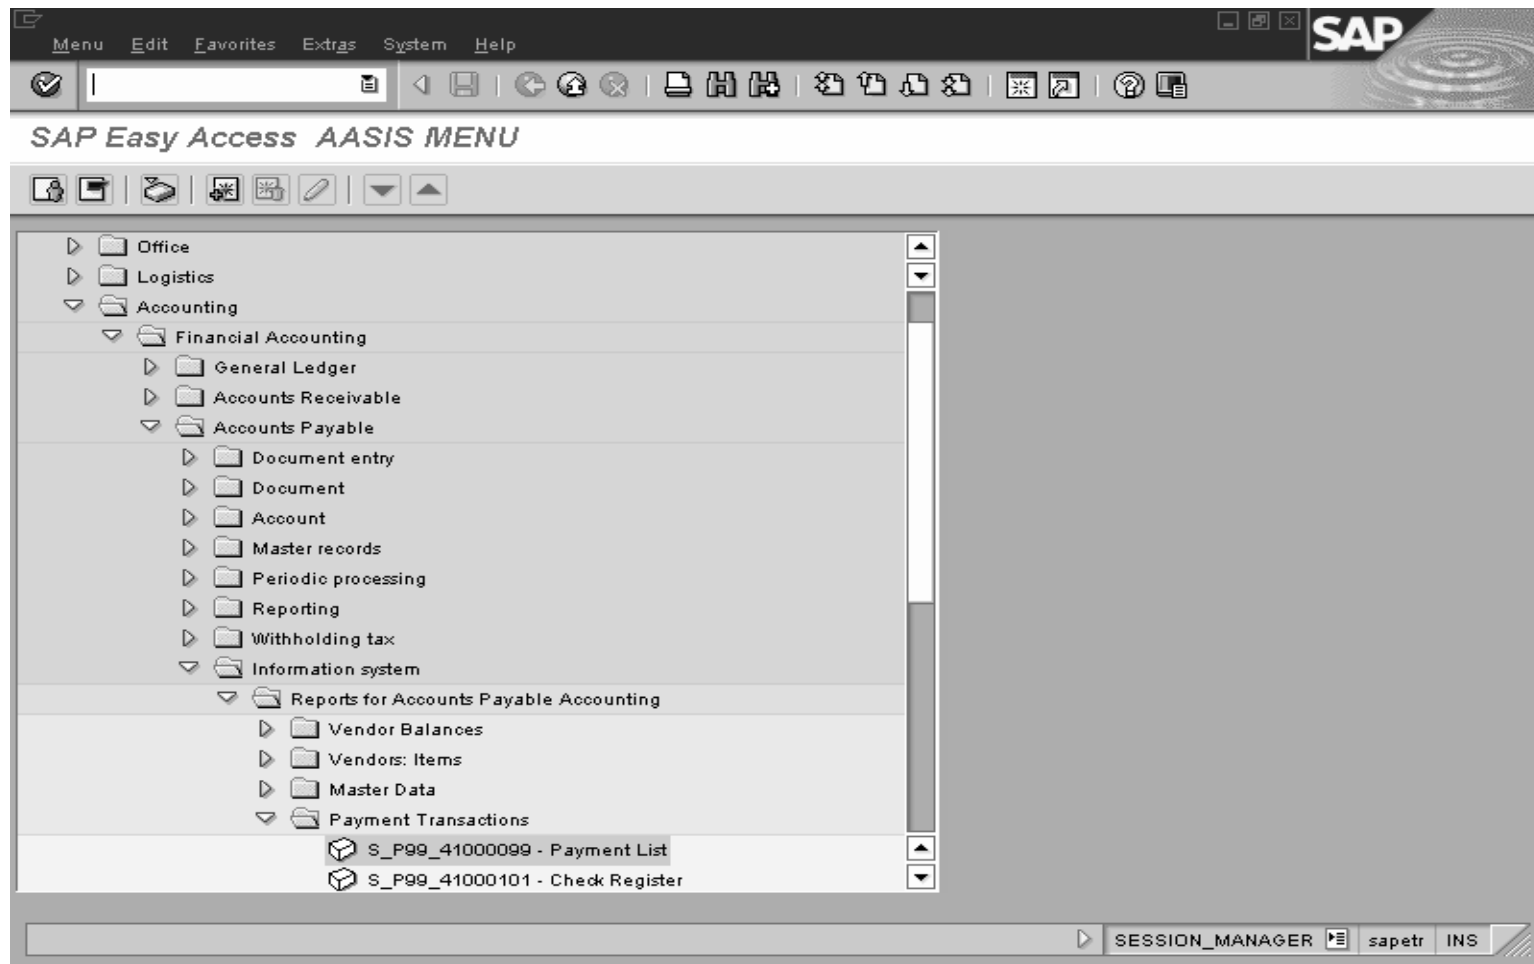 Menu Edit Favorites Extras System Help
SAP
SAP Easy Access AASIS MENU
Office
Logistics
Accounting
Financial Accounting
General Ledger
Accounts Receivable
Accounts Payable
Document entry
Document
Account
Master records
Periodic processing
Reporting
Withholding tax
Information system
Reports for Accounts Payable Accounting
Vendor Balances
Vendors: Items
Master Data
Payment Transactions
S_P99_41000099 - Payment List
S_P99_41000101 - Check Register
SESSION_MANAGER sapetr INS